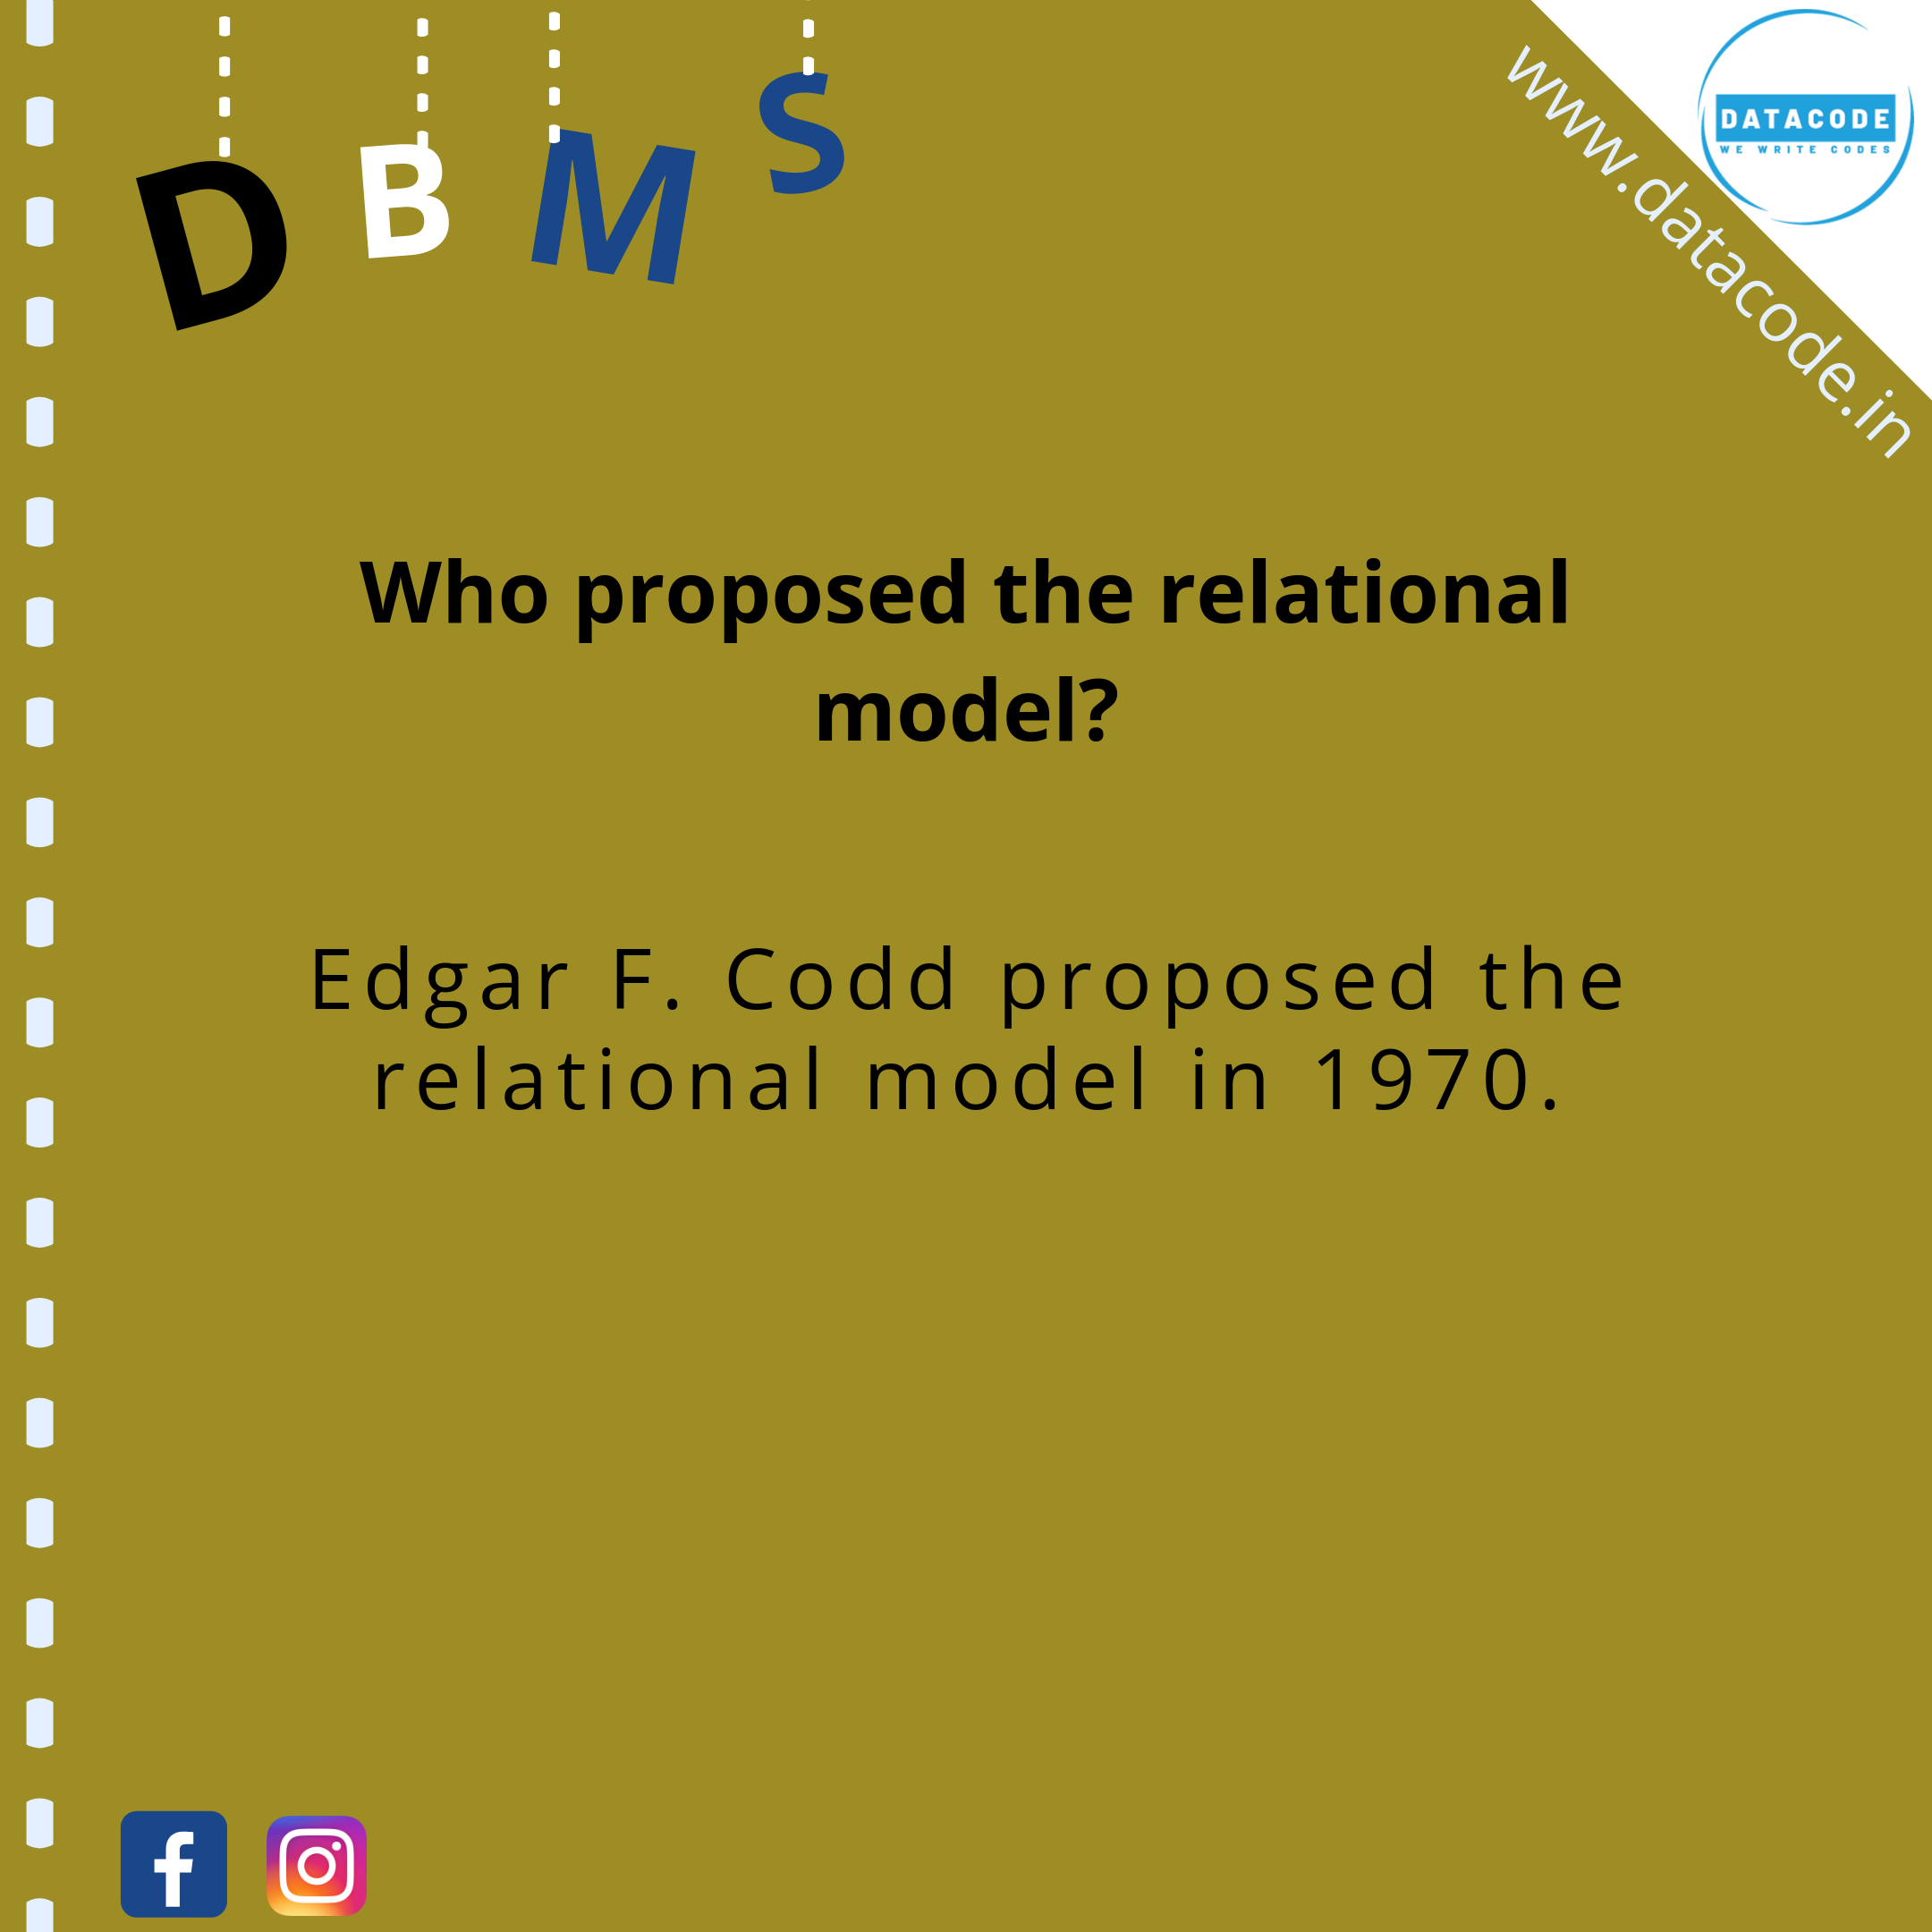 D B M S
DATACODE
WE WRITE CODES
www.datacode.in
Who proposed the relational
model?
Edgar F. Codd proposed the
relational model in 1970.